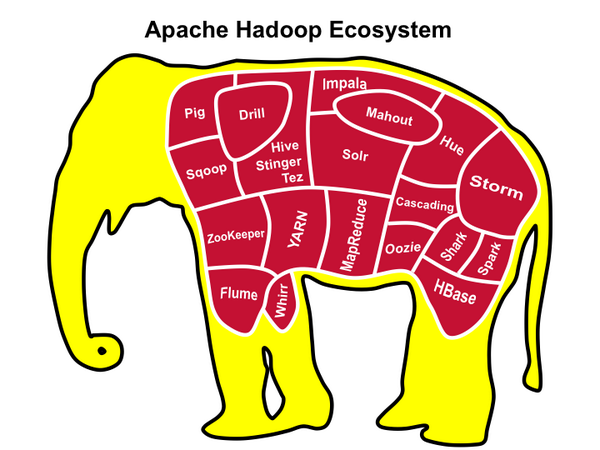 Apache Hadoop Ecosystem
Pig
Drill
Impala
Mahout
Hue
Sqoop
Hive
Stinger
Tez
Solr
Storm
Cascading
ZooKeeper
YARN
MapReduce
Oozie
Shark
Spark
Flume
Whirr
HBase